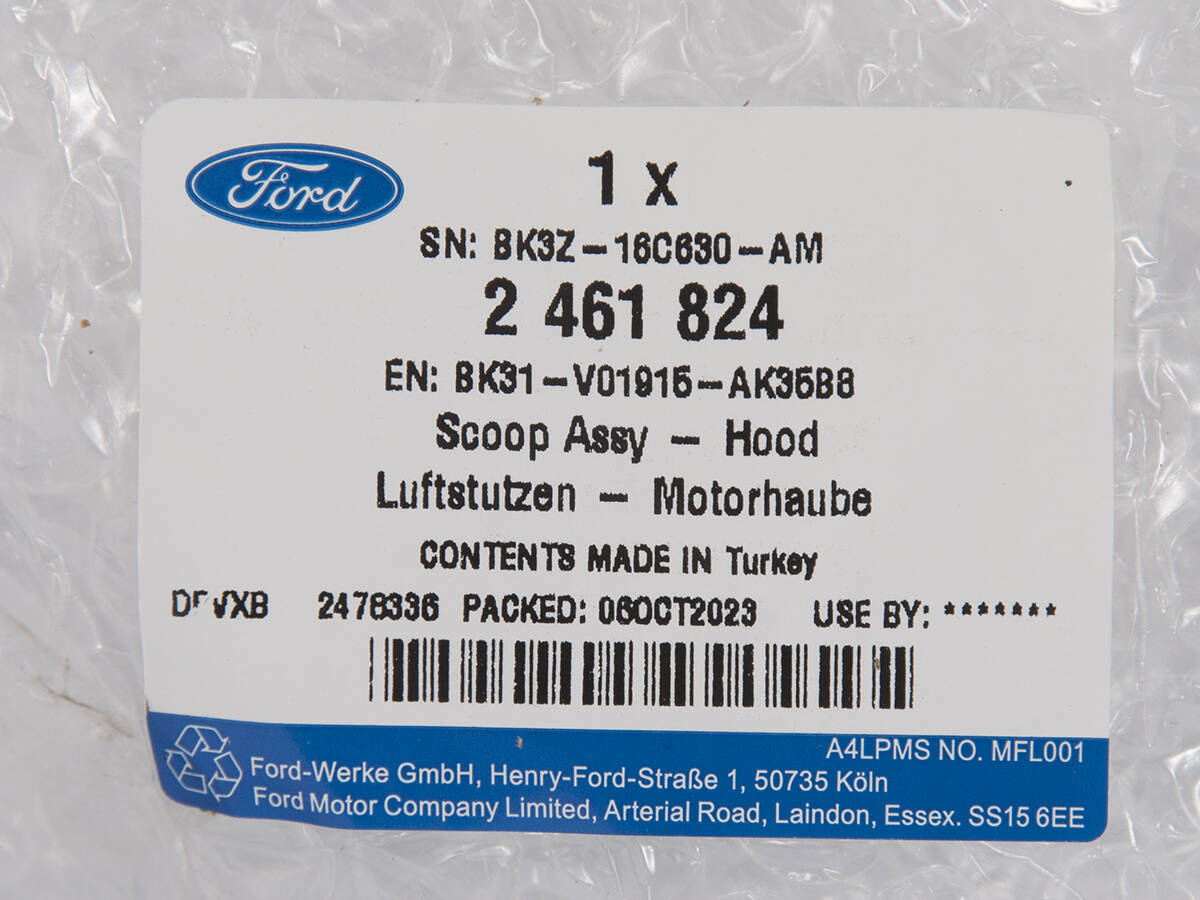 Ford
1 x
SN: BK3Z-16C630-AM
2 461 824
EN: BK31-V01915-AK35B8
Scoop Assy - Hood
Luftstutzen - Motorhaube
CONTENTS MADE IN Turkey
2476336 PACKED: 06OCT2023 USE BY: *******
A4LPMS NO. MFL001
Ford-Werke GmbH, Henry-Ford-Straße 1, 50735 Köln
Ford Motor Company Limited, Arterial Road, Laindon, Essex. SS15 6EE